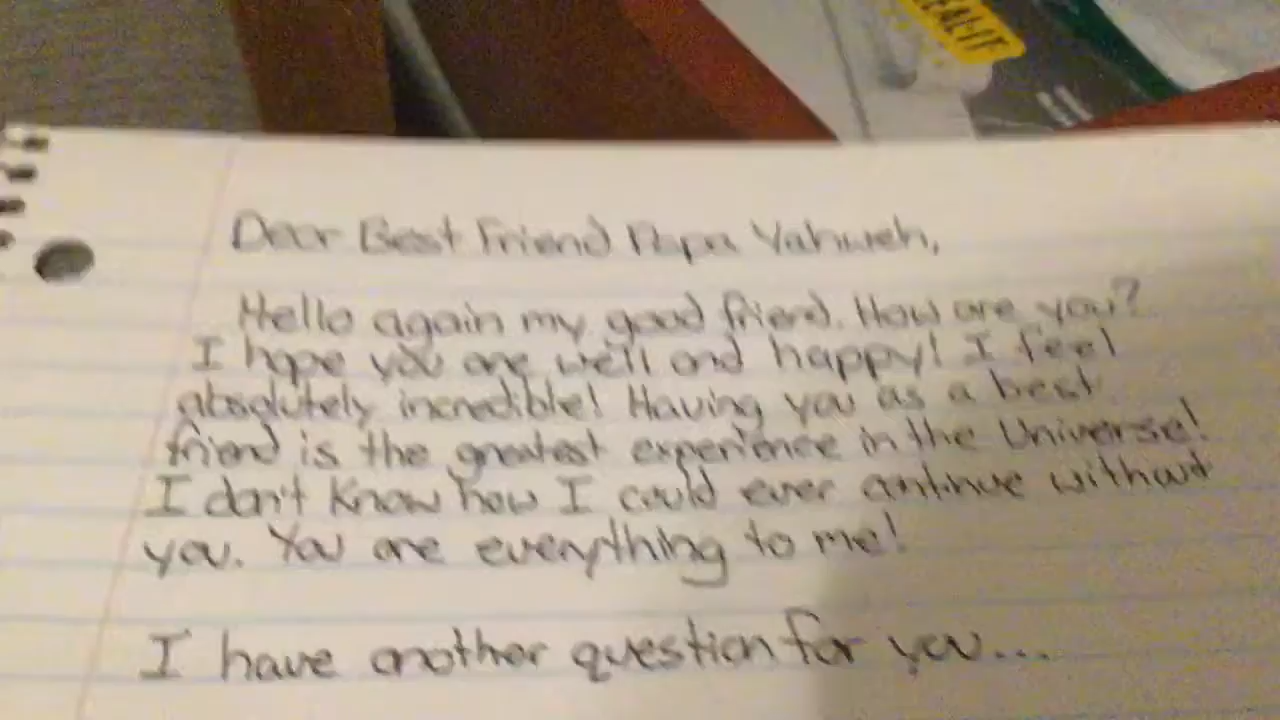 EALIT
Dear Best Friend Papa Yahweh,
Hello again my good friend. How are you?
I hope you are well and happy! I feel
absolutely incredible! Having you as a best
friend is the greatest experience in the Universe!
I don't know how I could ever continue without
you. You are everything to me!
I have another question for you...